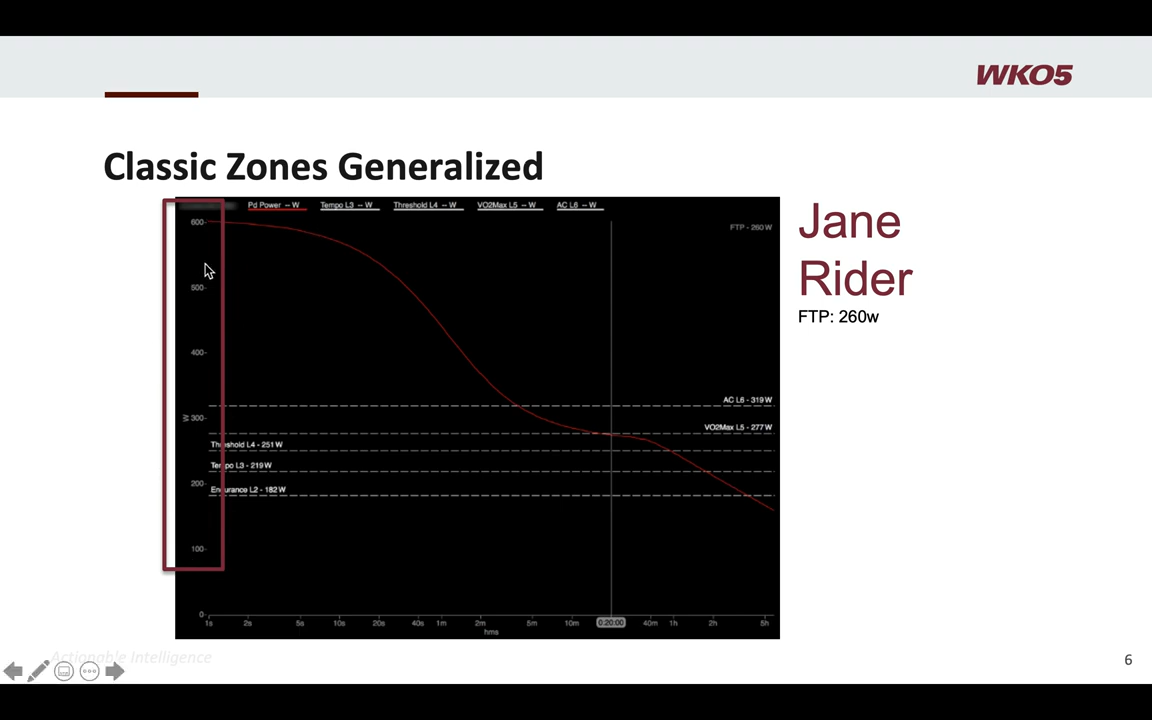 WKO5
Classic Zones Generalized
Pd Power -- W Tempo L3 -- W Threshold L4 -- W VO2Max L5 -- W AC L6 -- W
FTP - 260 W
600
500
400
W 300
200
100
0
AC L6 - 319 W
VO2Max L5 - 277 W
Threshold L4 - 251 W
Tempo L3 - 219 W
Endurance L2 - 182 W
1s 2s 5s 10s 20s 40s 1m 2m 5m 10m 0:20:00 40m 1h 2h 5h
hms
Jane
Rider
FTP: 260w
Actionable Intelligence
6